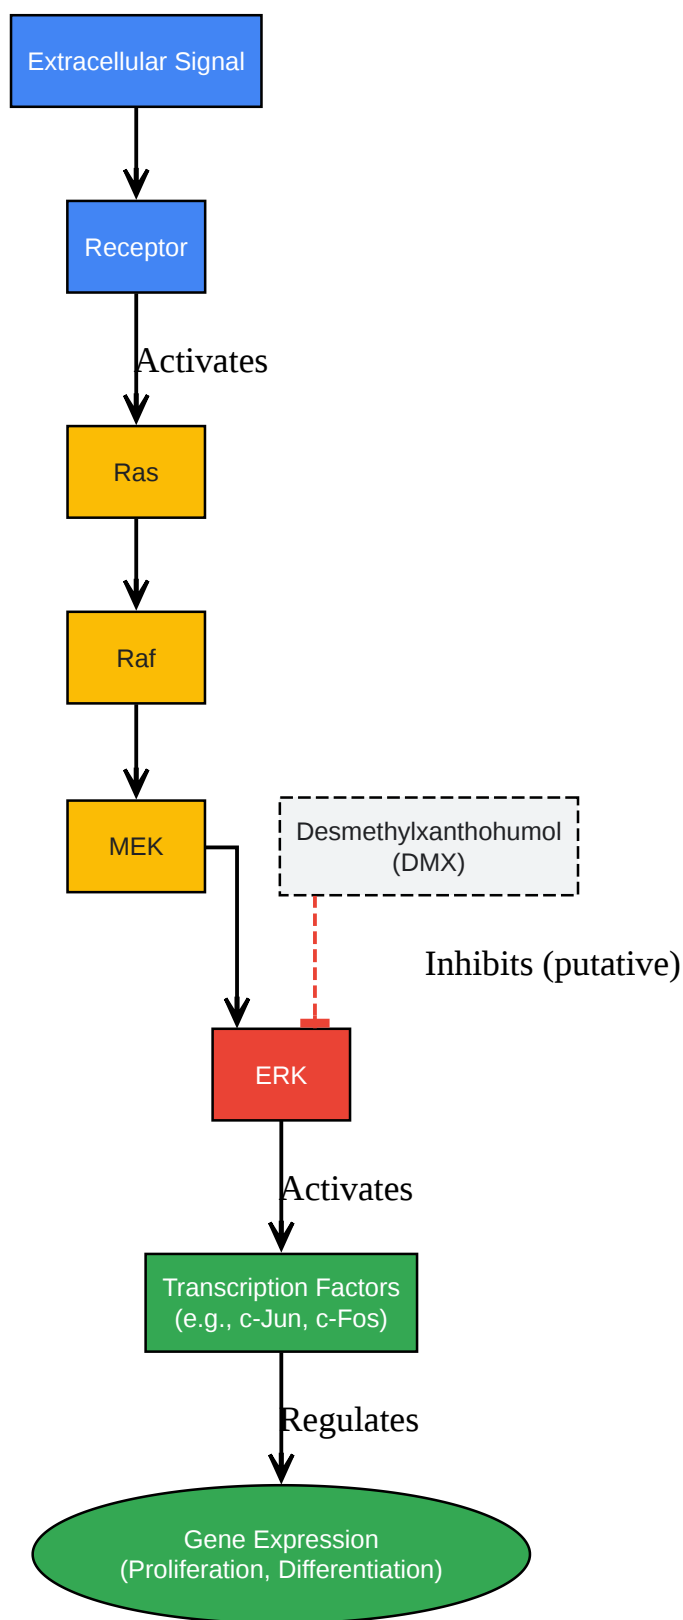 Extracellular Signal
Receptor
Activates
Ras
Raf
MEK
Desmethylxanthohumol
(DMX)
Inhibits (putative)
ERK
Activates
Transcription Factors
(e.g., c-Jun, c-Fos)
Regulates
Gene Expression
(Proliferation, Differentiation)